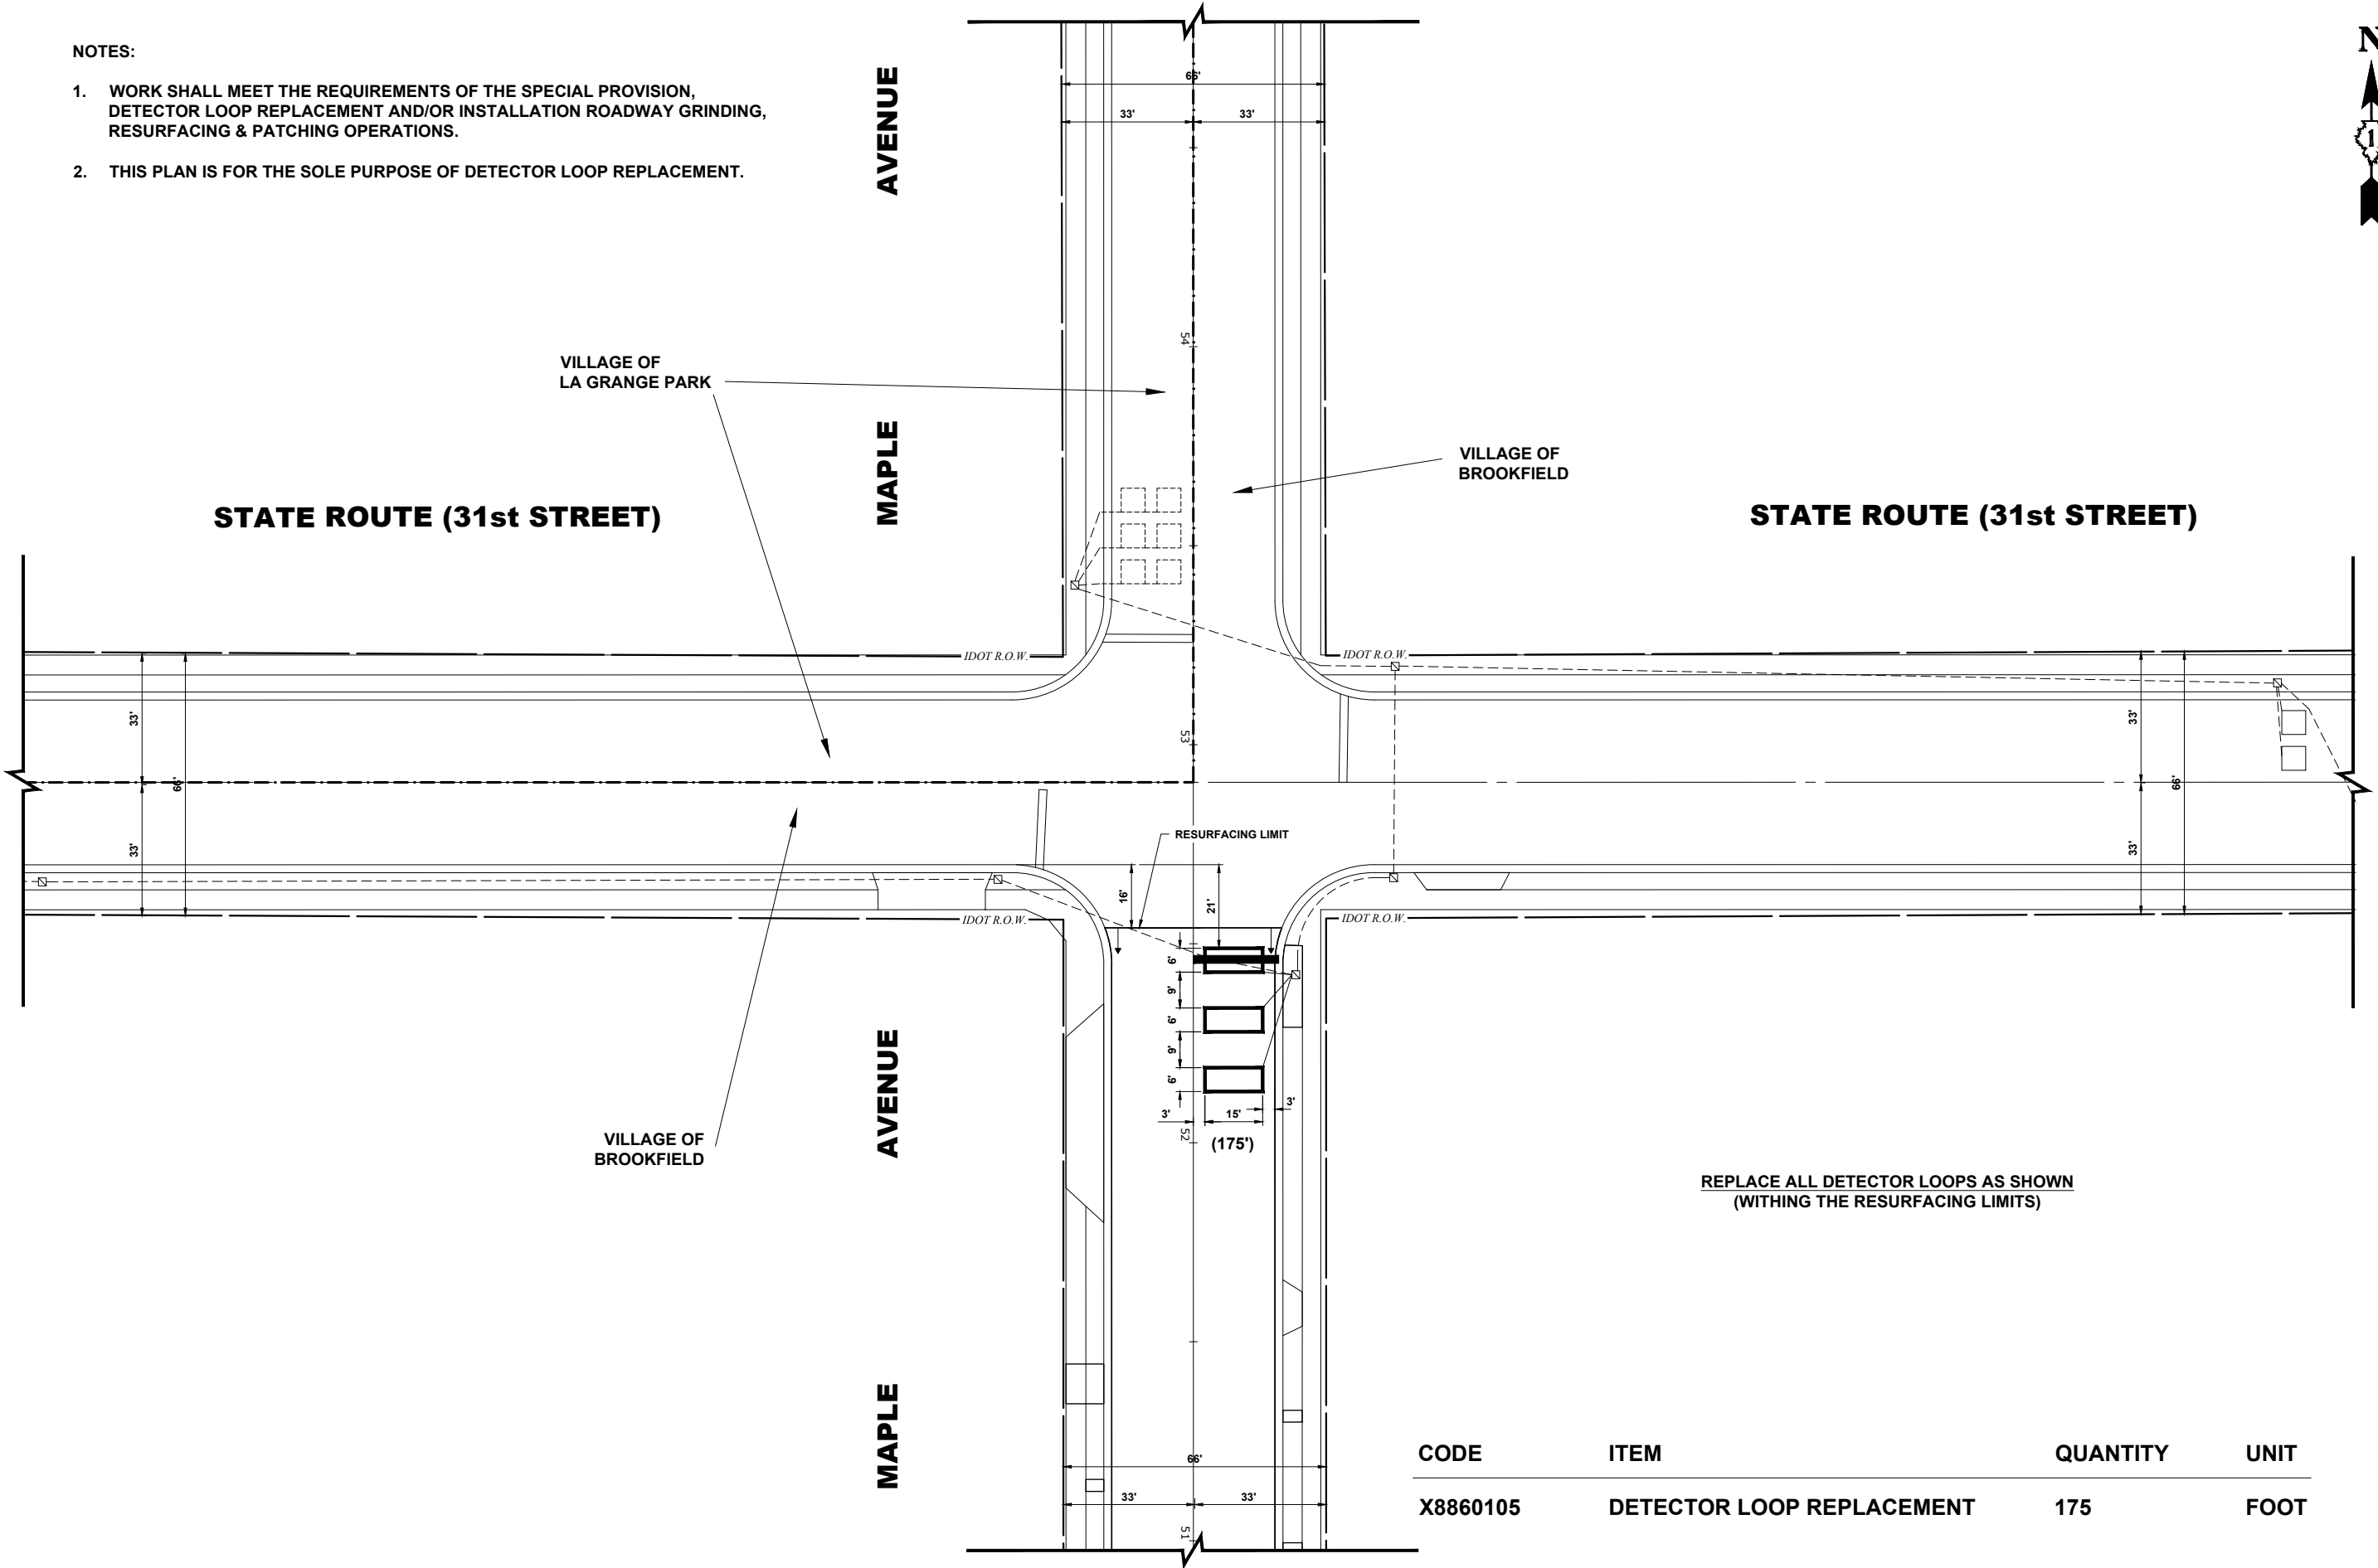 NOTES:
1. WORK SHALL MEET THE REQUIREMENTS OF THE SPECIAL PROVISION,
DETECTOR LOOP REPLACEMENT AND/OR INSTALLATION ROADWAY GRINDING,
RESURFACING & PATCHING OPERATIONS.
2. THIS PLAN IS FOR THE SOLE PURPOSE OF DETECTOR LOOP REPLACEMENT.
N
1
AVENUE
MAPLE
66'
33'
33'
54
VILLAGE OF
LA GRANGE PARK
VILLAGE OF
BROOKFIELD
STATE ROUTE (31st STREET)
STATE ROUTE (31st STREET)
IDOT R.O.W.
IDOT R.O.W.
33'
66'
33'
53
33'
66'
33'
RESURFACING LIMIT
16'
21'
IDOT R.O.W.
IDOT R.O.W.
6'
9'
6'
9'
6'
3'
15'
3'
52
(175')
AVENUE
MAPLE
VILLAGE OF
BROOKFIELD
REPLACE ALL DETECTOR LOOPS AS SHOWN
(WITHING THE RESURFACING LIMITS)
66'
33'
33'
51
CODE ITEM QUANTITY UNIT
X8860105 DETECTOR LOOP REPLACEMENT 175 FOOT